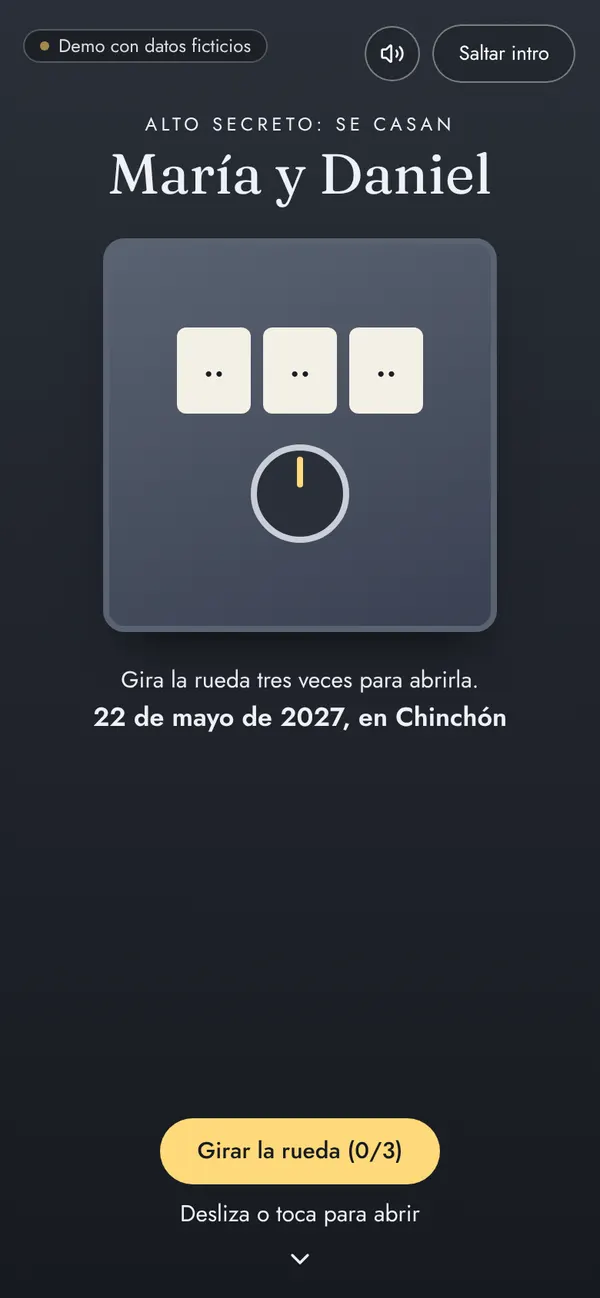 Demo con datos ficticios
Saltar intro
ALTO SECRETO: SE CASAN
María y Daniel
·· ·· ··
Gira la rueda tres veces para abrirla.
22 de mayo de 2027, en Chinchón
Girar la rueda (0/3)
Desliza o toca para abrir